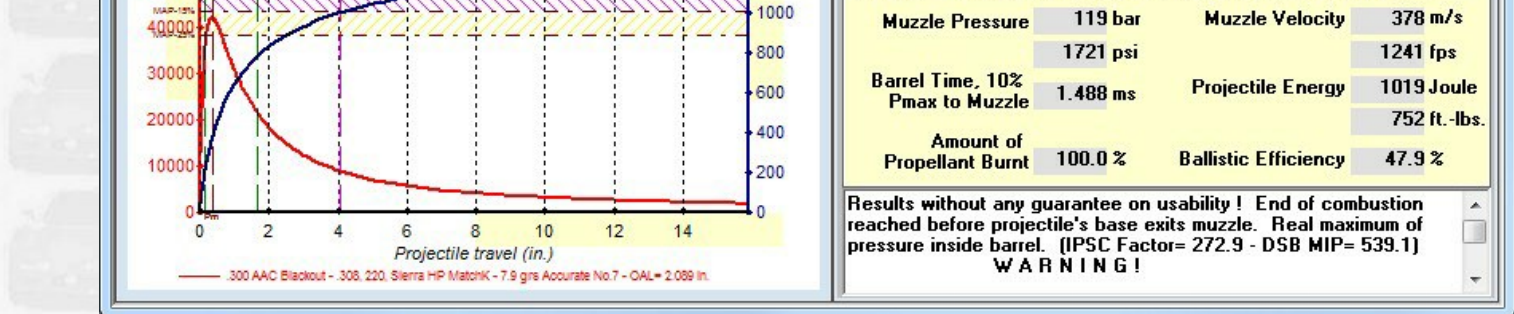 MAP-15%
40000
30000
20000
10000
0
1000
800
600
400
200
0
Pm
0 2 4 6 8 10 12 14
Projectile travel (in.)
.300 AAC Blackout - .308, 220, Sierra HP MatchK - 7.9 grs Accurate No.7 - OAL= 2.089 in.
Muzzle Pressure 119 bar Muzzle Velocity 378 m/s
1721 psi 1241 fps
Barrel Time, 10%
Pmax to Muzzle 1.488 ms Projectile Energy 1019 Joule
752 ft.-lbs.
Amount of
Propellant Burnt 100.0 % Ballistic Efficiency 47.9 %
Results without any guarantee on usability ! End of combustion
reached before projectile's base exits muzzle. Real maximum of
pressure inside barrel. (IPSC Factor= 272.9 - DSB MIP= 539.1)
W A R N I N G !